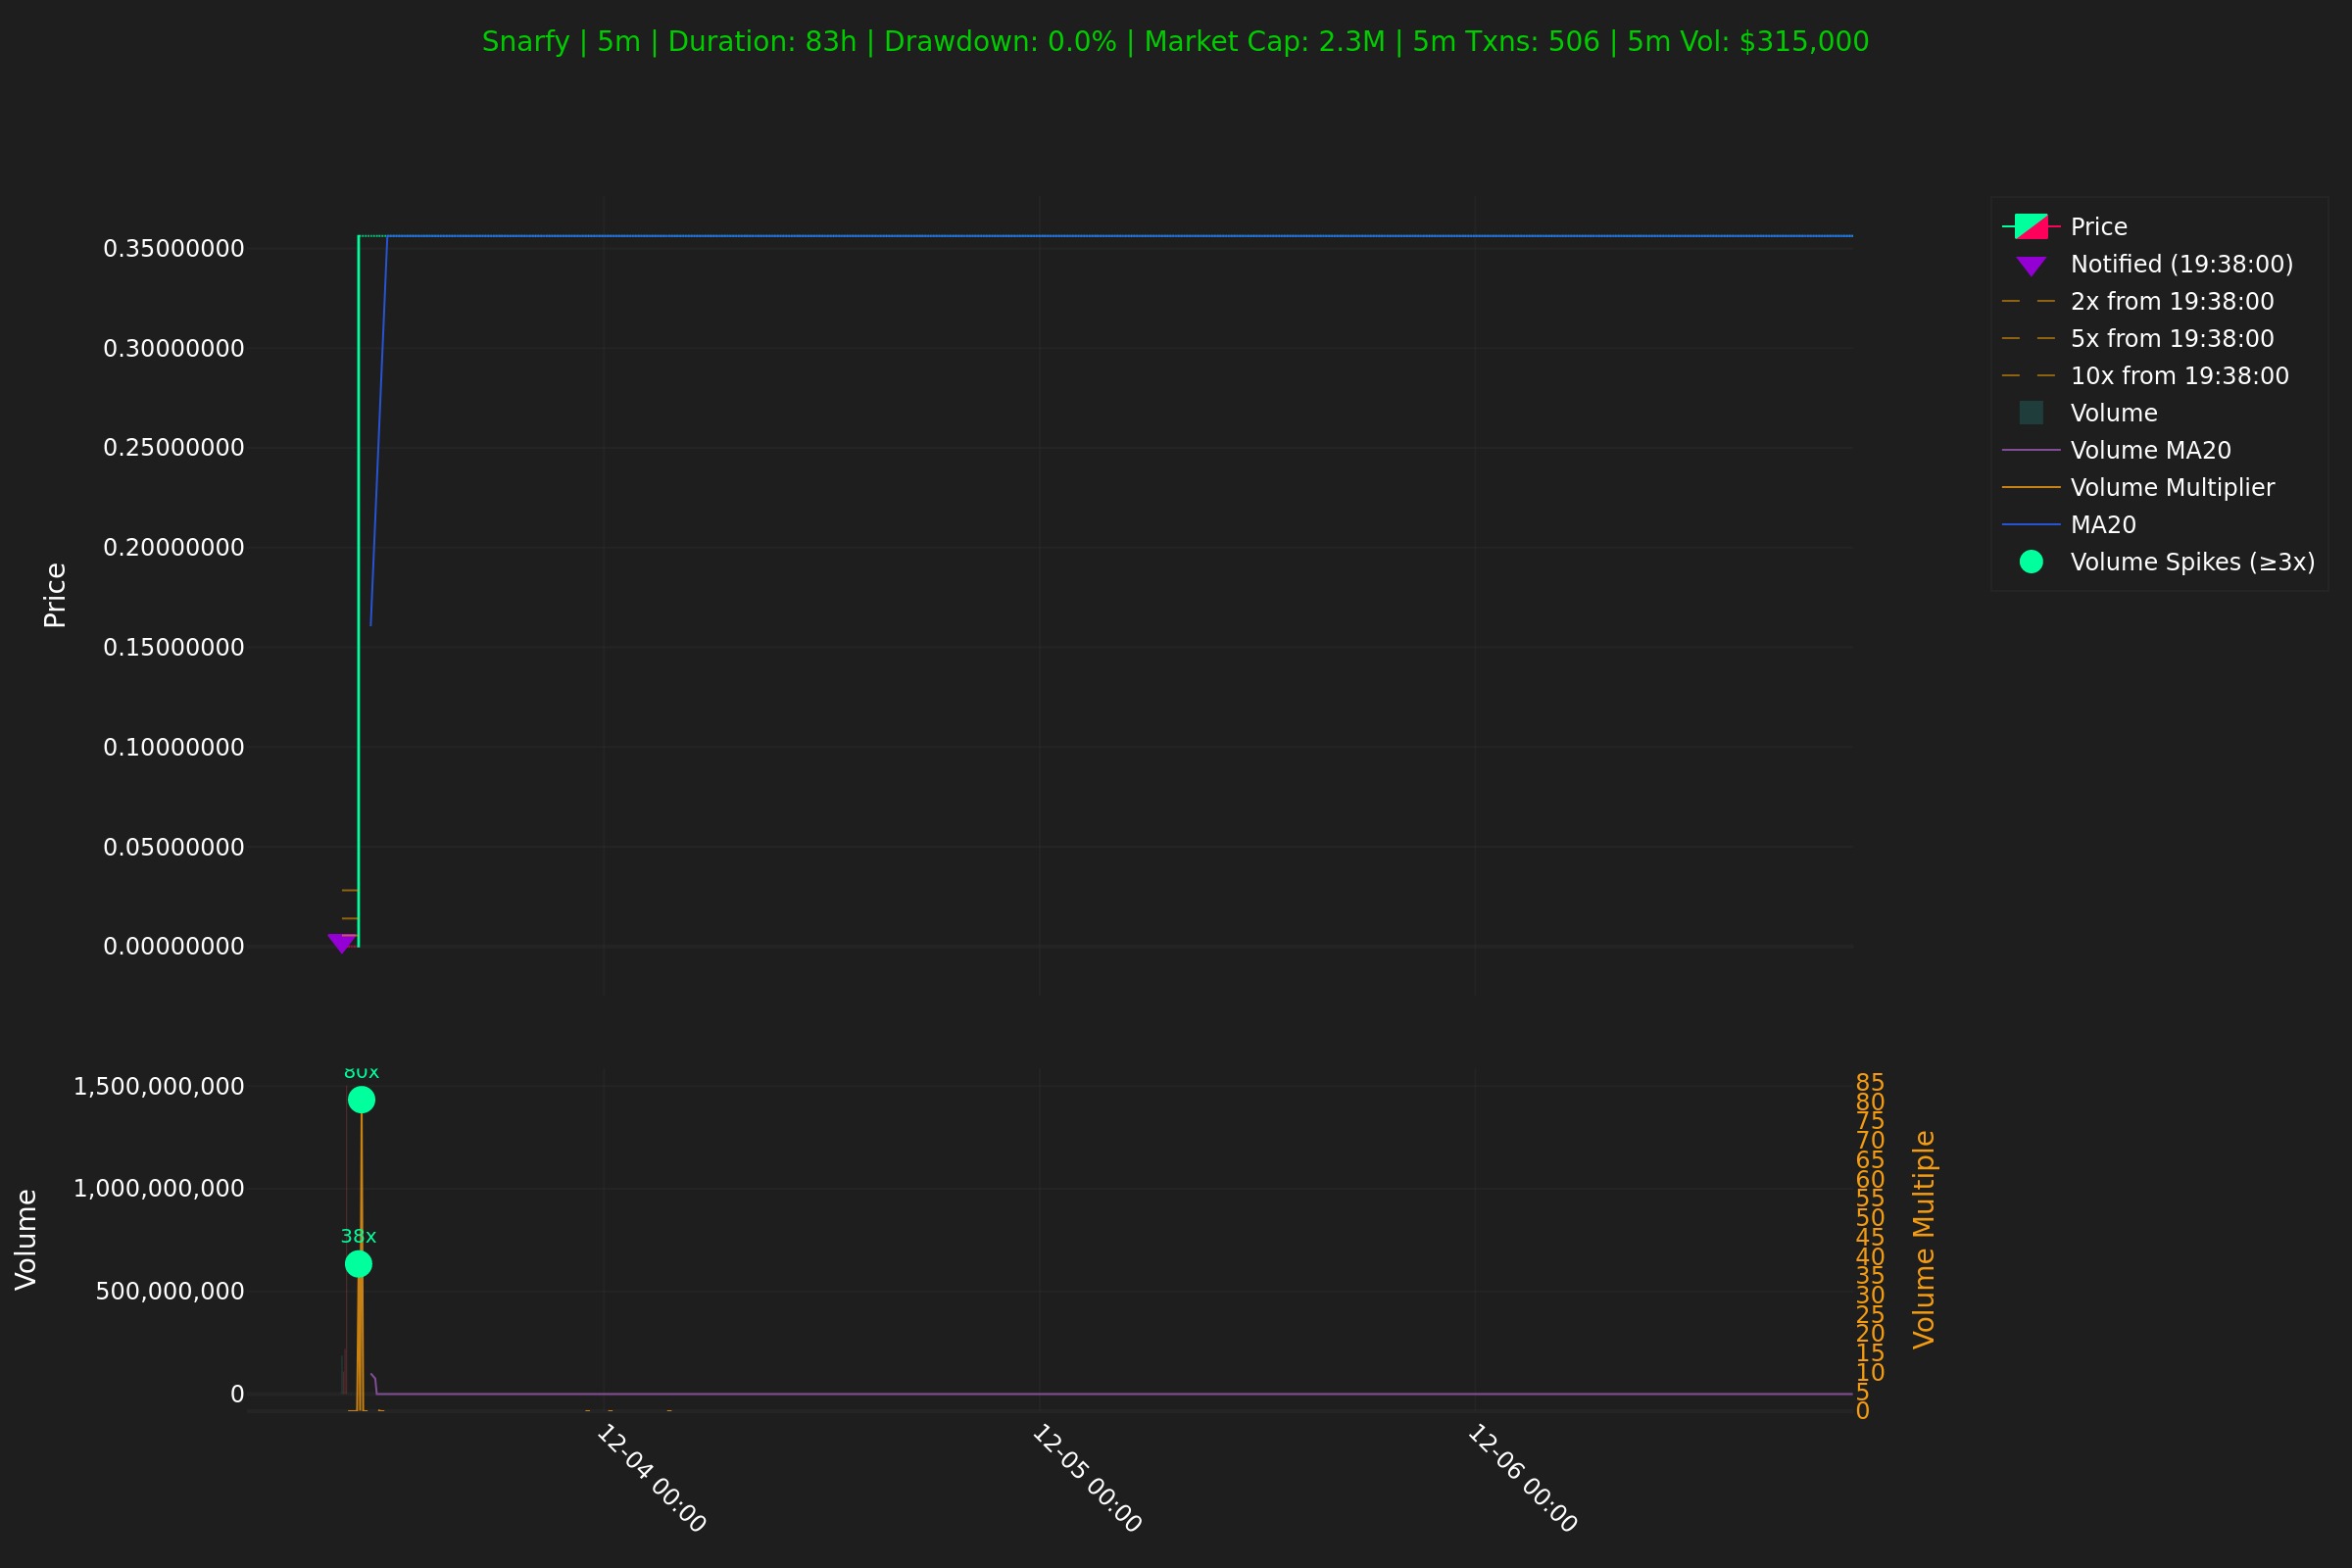 Snarfy | 5m | Duration: 83h | Drawdown: 0.0% | Market Cap: 2.3M | 5m Txns: 506 | 5m Vol: $315,000
Price
0.35000000
0.30000000
0.25000000
0.20000000
0.15000000
0.10000000
0.05000000
0.00000000
Price
Notified (19:38:00)
2x from 19:38:00
5x from 19:38:00
10x from 19:38:00
Volume
Volume MA20
Volume Multiplier
MA20
Volume Spikes (≥3x)
Volume
1,500,000,000
1,000,000,000
500,000,000
0
80x
38x
85
80
75
70
65
60
55
50
45
40
35
30
25
20
15
10
5
0
Volume Multiple
12-04 00:00
12-05 00:00
12-06 00:00